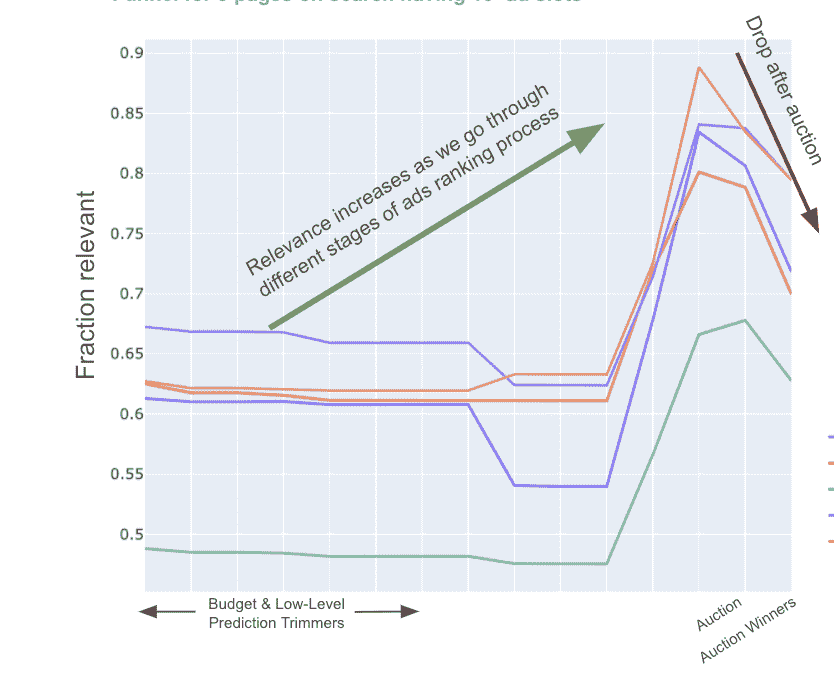 0.9
0.85
0.8
0.75
0.7
0.65
0.6
0.55
0.5
Fraction relevant
Relevance increases as we go through
different stages of ads ranking process
Drop after auction
Budget & Low-Level
Prediction Trimmers
Auction
Auction Winners